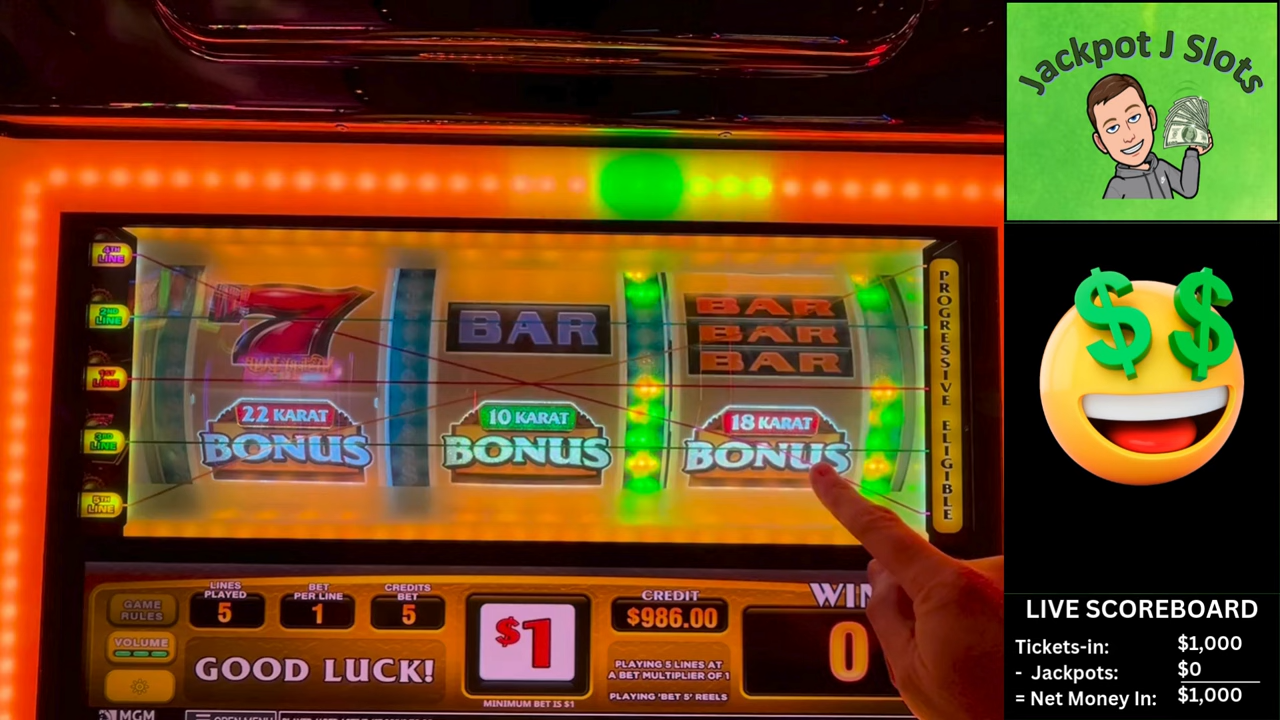 Jackpot J Slots
4TH LINE
2ND LINE
1ST LINE
3RD LINE
5TH LINE
7
BAR
BAR
BAR
BAR
22 KARAT
BONUS
10 KARAT
BONUS
18 KARAT
BONUS
PROGRESSIVE ELIGIBLE
LINES PLAYED
5
BET PER LINE
1
CREDITS BET
5
GAME RULES
VOLUME
GOOD LUCK!
$1
MINIMUM BET IS $1
CREDIT
$986.00
PLAYING 5 LINES AT
A BET MULTIPLIER OF 1
PLAYING 'BET 5' REELS
WIN
0
MGM
OPEN MENU
$ $
LIVE SCOREBOARD
Tickets-in: $1,000
- Jackpots: $0
= Net Money In: $1,000